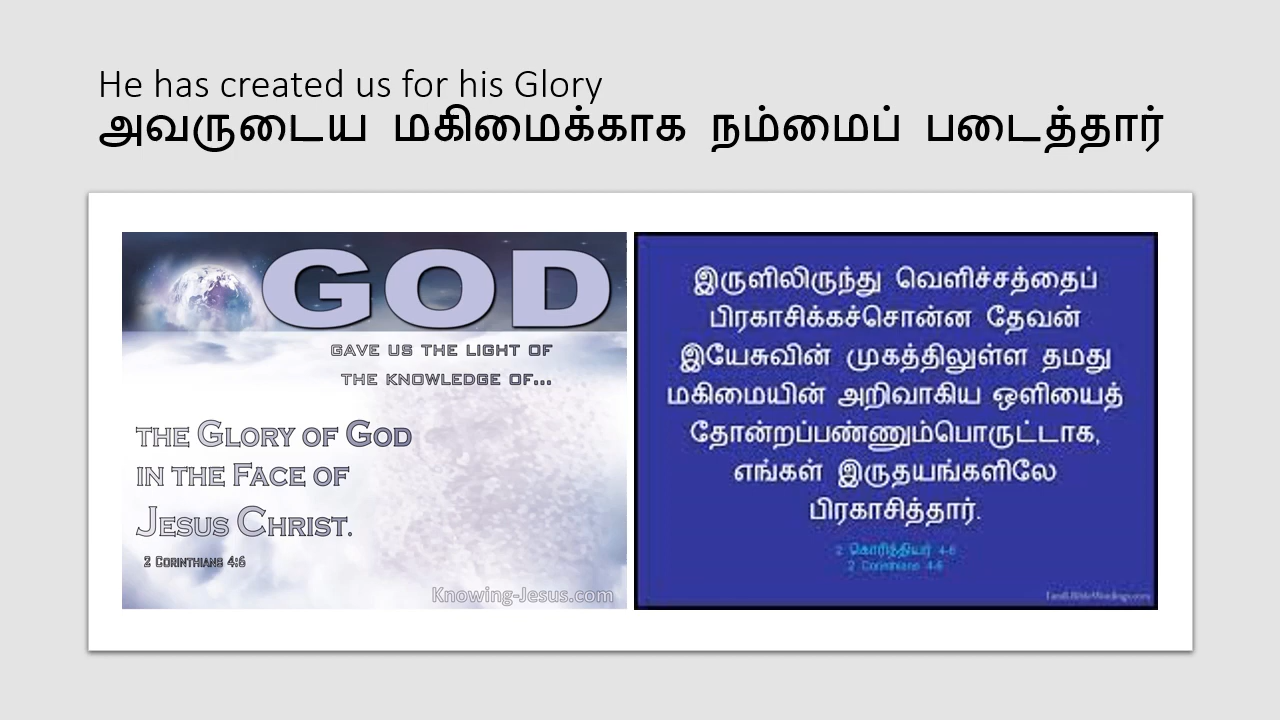 He has created us for his Glory
அவருடைய மகிமைக்காக நம்மைப் படைத்தார்
GOD
GAVE US THE LIGHT OF
THE KNOWLEDGE OF...
THE GLORY OF GOD
IN THE FACE OF
JESUS CHRIST.
2 CORINTHIANS 4:6
Knowing-Jesus.com
இருளிலிருந்து வெளிச்சத்தைப்
பிரகாசிக்கச்சொன்ன தேவன்
இயேசுவின் முகத்திலுள்ள தமது
மகிமையின் அறிவாகிய ஒளியைத்
தோன்றப்பண்ணும்பொருட்டாக,
எங்கள் இருதயங்களிலே
பிரகாசித்தார்.
2 கொரிந்தியர் 4-6
2 Corinthians 4-6